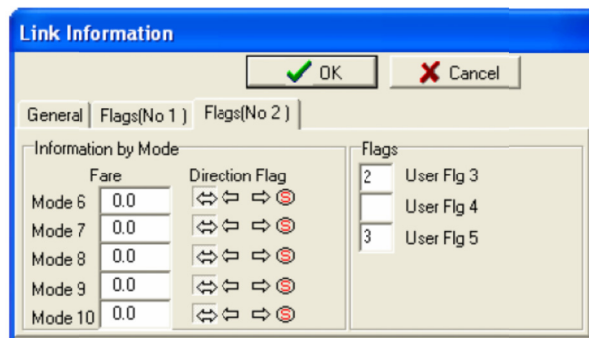 Link Information
OK Cancel
General Flags(No 1 ) Flags(No 2 )
Information by Mode Flags
Fare Direction Flag
Mode 6 0.0 S 2 User Flg 3
Mode 7 0.0 S User Flg 4
Mode 8 0.0 S 3 User Flg 5
Mode 9 0.0 S
Mode 10 0.0 S